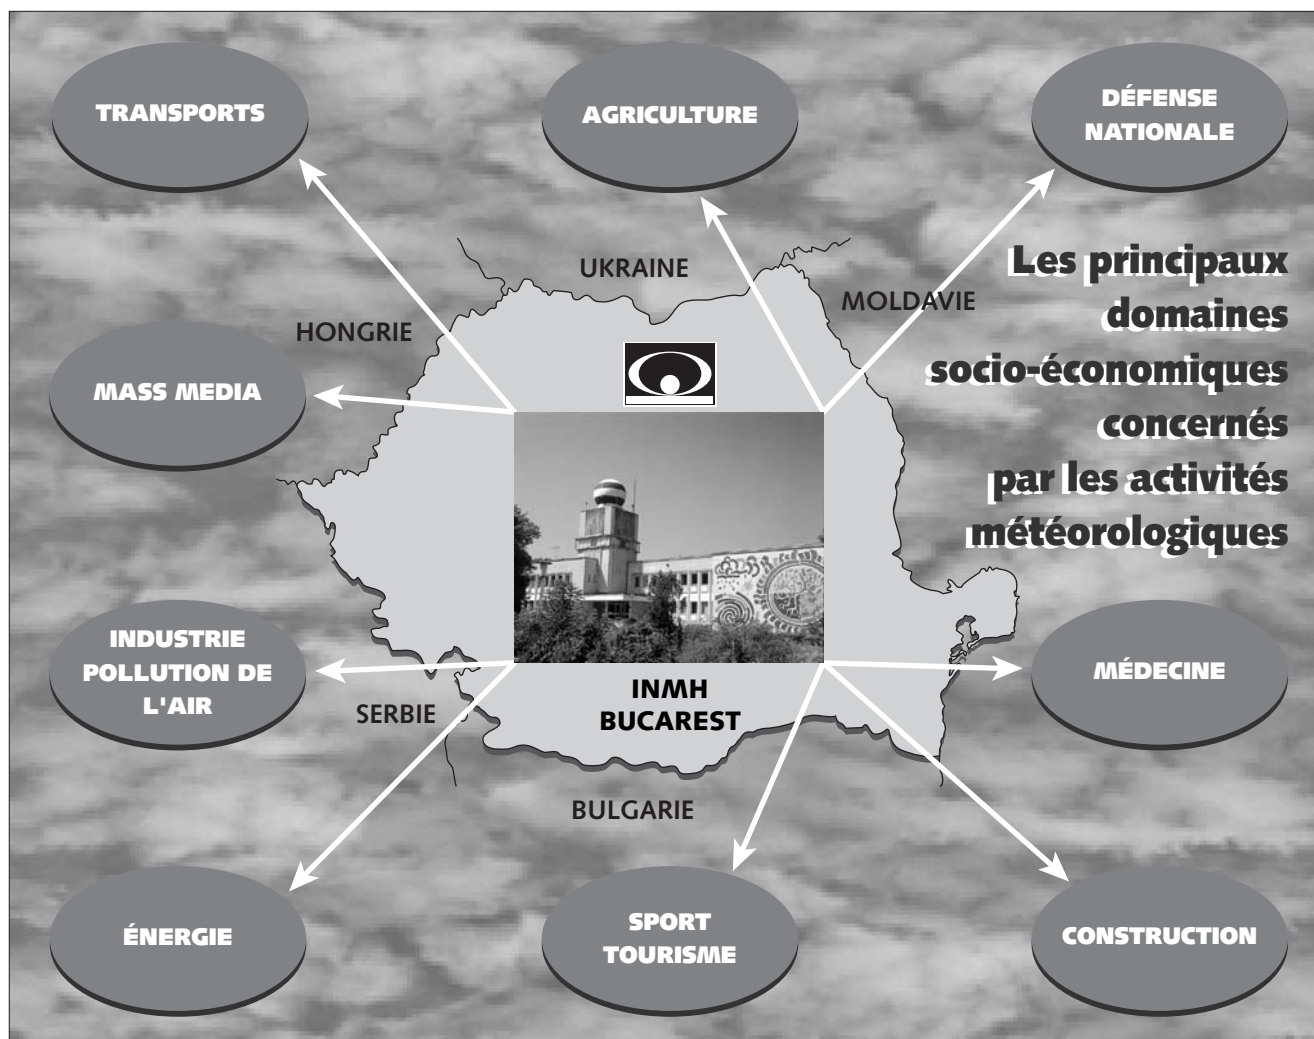 TRANSPORTS
AGRICULTURE
DÉFENSE
NATIONALE
Les principaux
domaines
socio-économiques
concernés
par les activités
météorologiques
UKRAINE
MOLDAVIE
HONGRIE
MASS MEDIA
INDUSTRIE
POLLUTION DE
L'AIR
MÉDECINE
INMH
BUCAREST
SERBIE
BULGARIE
ÉNERGIE
SPORT
TOURISME
CONSTRUCTION